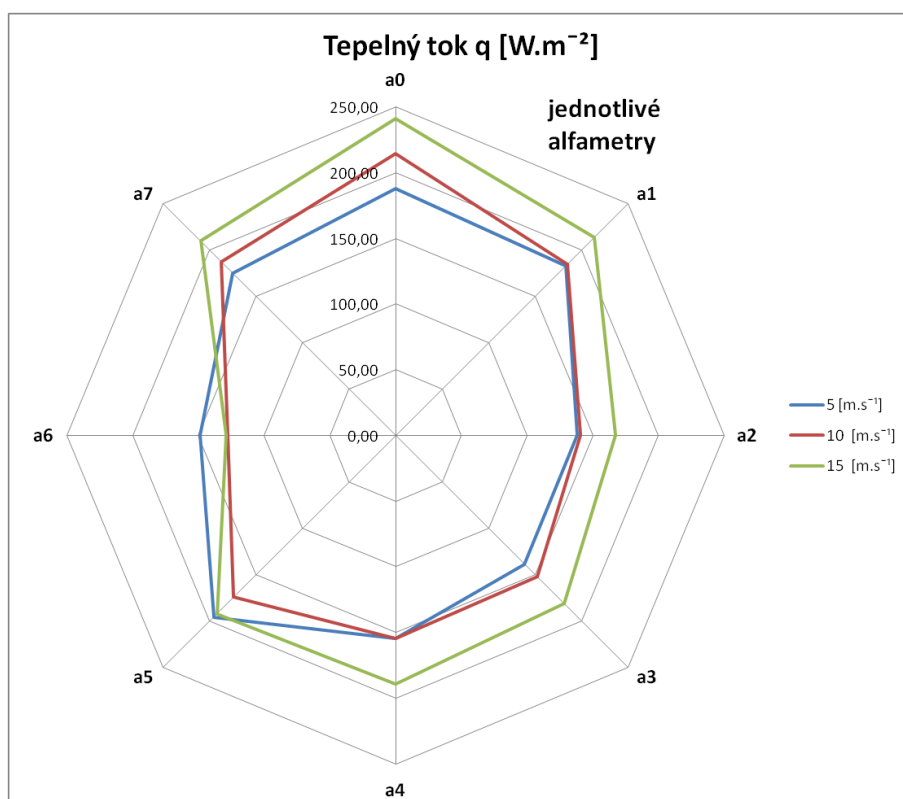 Tepelný tok q [W.m⁻²]
a0
jednotlivé
alfametry
250,00
200,00
150,00
100,00
50,00
0,00
a7
a1
a6
a2
5 [m.s⁻¹]
10 [m.s⁻¹]
15 [m.s⁻¹]
a5
a3
a4